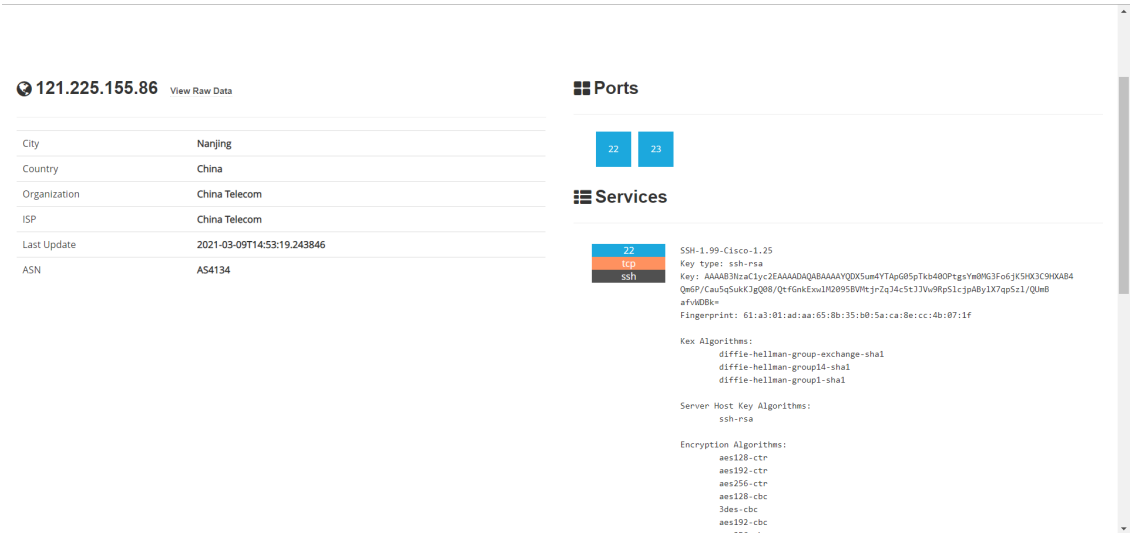 121.225.155.86 View Raw Data
City Nanjing
Country China
Organization China Telecom
ISP China Telecom
Last Update 2021-03-09T14:53:19.243846
ASN AS4134
Ports
22 23
Services
22
tcp
ssh
SSH-1.99-Cisco-1.25
Key type: ssh-rsa
Key: AAAAB3NzaC1yc2EAAAADAQABAAAAYQDX5um4YTApG05pTkb40OPtgsYm0MG3Fo6jK5HX3C9HXAB4
Qm6P/Cau5qSukKJgQ08/QtfGnkExwlM2095BVMtjrZqJ4c5tJJVw9RpSlcjpAByl­X7qpSzl/QUmB
afvWDBk=
Fingerprint: 61:a3:01:ad:aa:65:8b:35:b0:5a:ca:8e:cc:4b:07:1f
Kex Algorithms:
diffie-hellman-group-exchange-sha1
diffie-hellman-group14-sha1
diffie-hellman-group1-sha1
Server Host Key Algorithms:
ssh-rsa
Encryption Algorithms:
aes128-ctr
aes192-ctr
aes256-ctr
aes128-cbc
3des-cbc
aes192-cbc